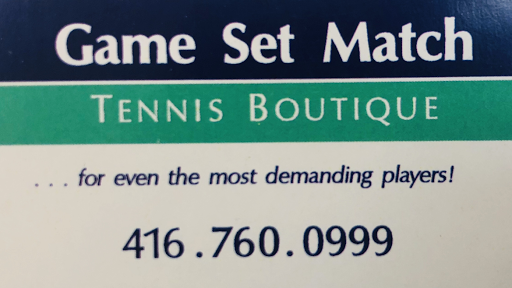 Game Set Match
TENNIS BOUTIQUE
. . . for even the most demanding players!
416.760.0999